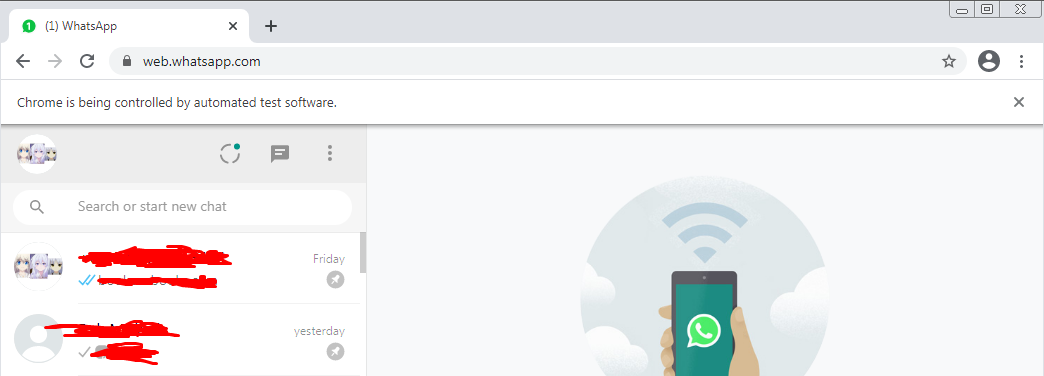 1 (1) WhatsApp
web.whatsapp.com
Chrome is being controlled by automated test software.
Search or start new chat
Friday
yesterday